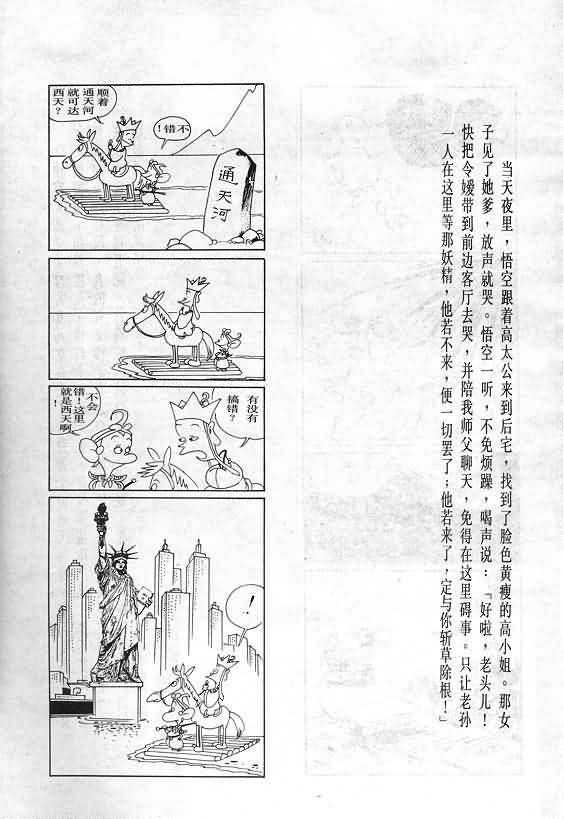 当天夜里，悟空跟着高太公来到后宅，找到了脸色黄瘦的高小姐。那女
子见了她爹，放声就哭。悟空一听，不免烦躁，喝声说：「好啦，老头儿！
快把令嫒带到前边客厅去哭，并陪我师父聊天，免得在这里碍事。只让老孙
一人在这里等那妖精，他若不来，便一切罢了；他若来了，定与你斩草除根！」
顺着
通天河
就可达
西天？
不错！
通天河
有没有
搞错？
不会
错！这里
就是西天啊
！
！